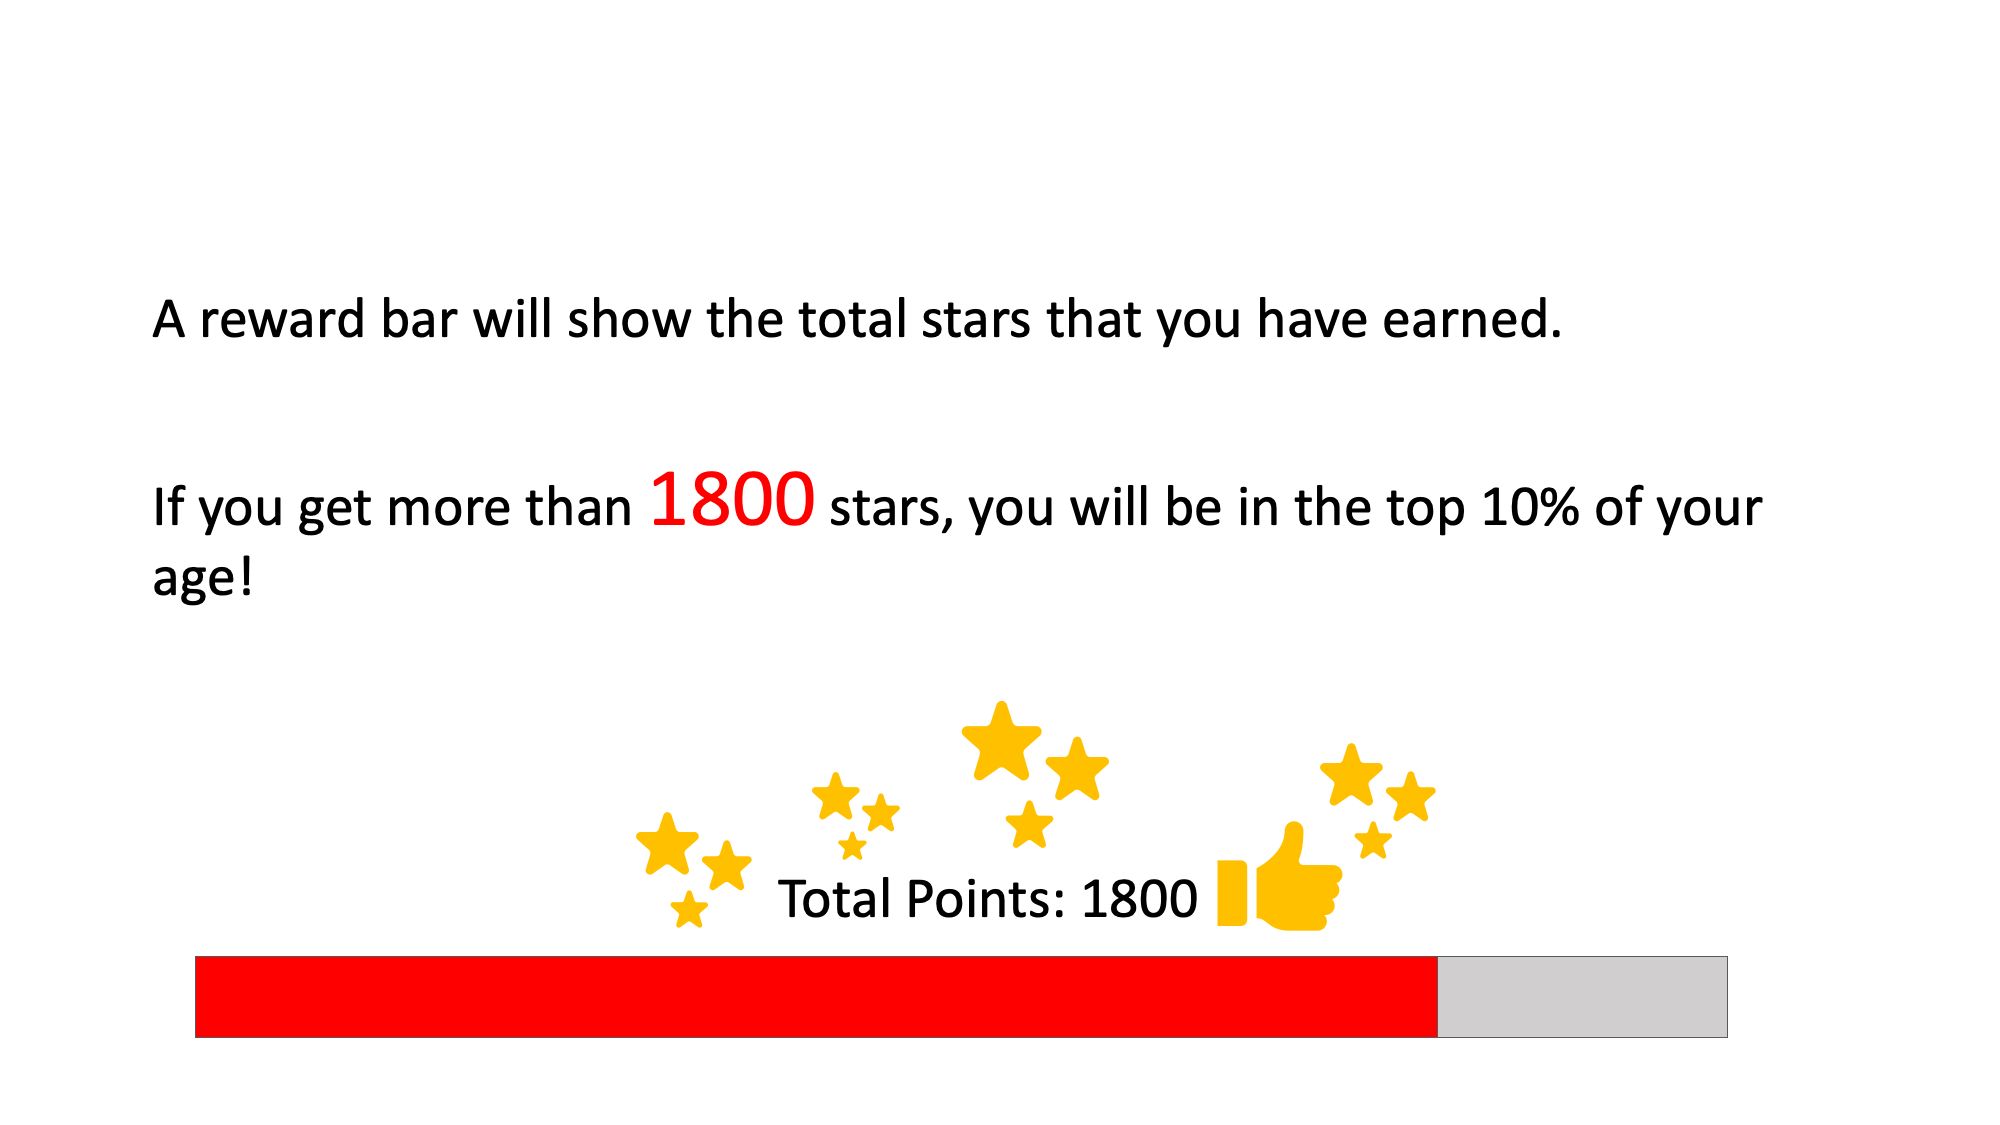 A reward bar will show the total stars that you have earned.
If you get more than 1800 stars, you will be in the top 10% of your
age!
Total Points: 1800